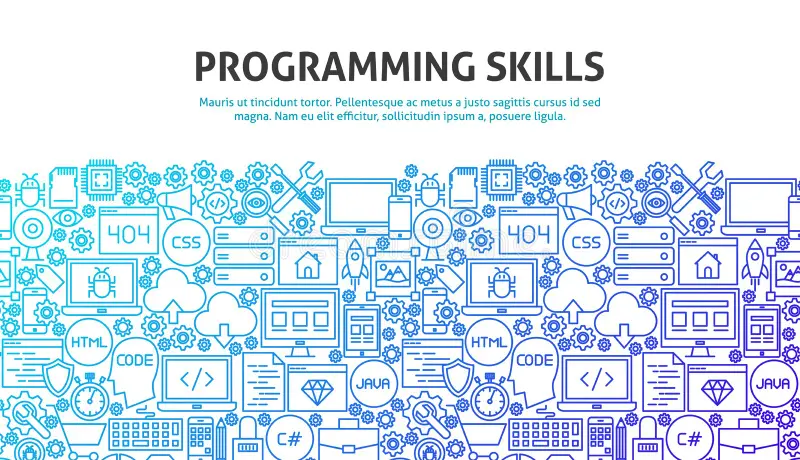 PROGRAMMING SKILLS
Mauris ut tincidunt tortor. Pellentesque ac metus a justo sagittis cursus id sed
magna. Nam eu elit efficitur, sollicitudin ipsum a, posuere ligula.
</>
</>
404
CSS
404
CSS
HTML
CODE
HTML
CODE
</>
JAVA
</>
JAVA
C#
C#